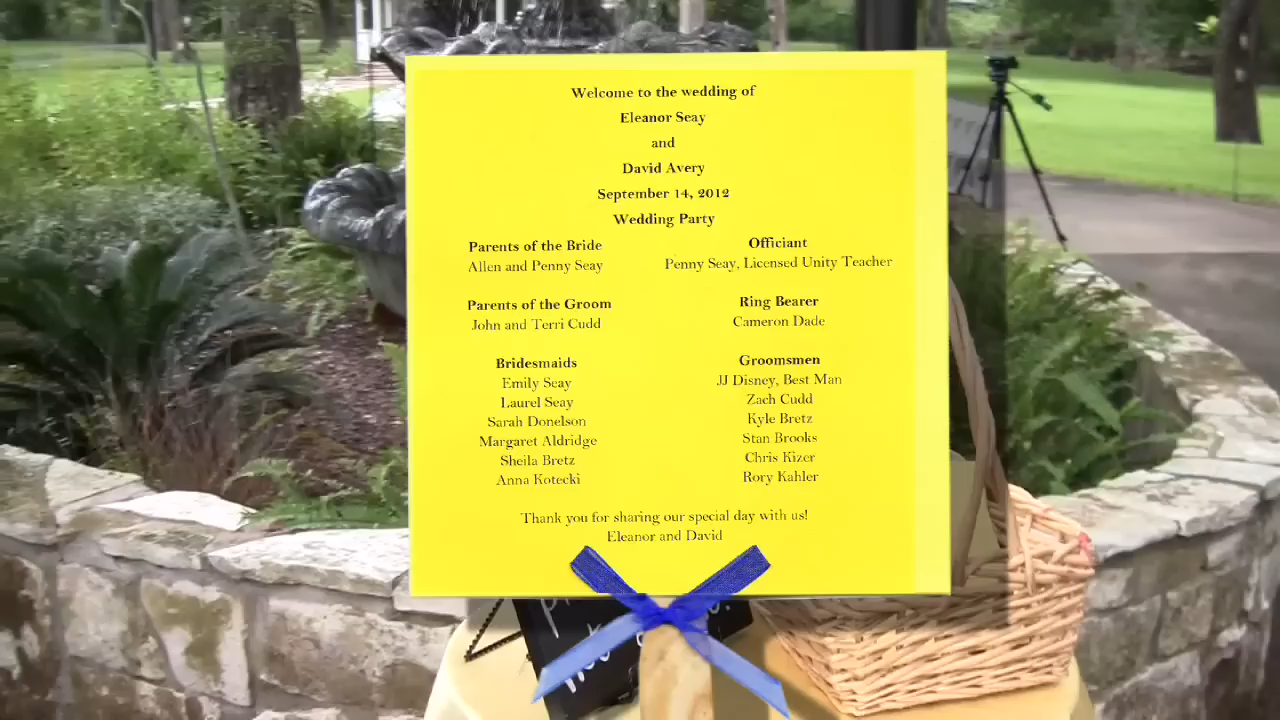 Welcome to the wedding of
Eleanor Seay
and
David Avery
September 14, 2012
Wedding Party
Parents of the Bride
Allen and Penny Seay
Officiant
Penny Seay, Licensed Unity Teacher
Parents of the Groom
John and Terri Cudd
Ring Bearer
Cameron Dade
Bridesmaids
Emily Seay
Laurel Seay
Sarah Donelson
Margaret Aldridge
Sheila Bretz
Anna Kotecki
Groomsmen
JJ Disney, Best Man
Zach Cudd
Kyle Bretz
Stan Brooks
Chris Kizer
Rory Kahler
Thank you for sharing our special day with us!
Eleanor and David